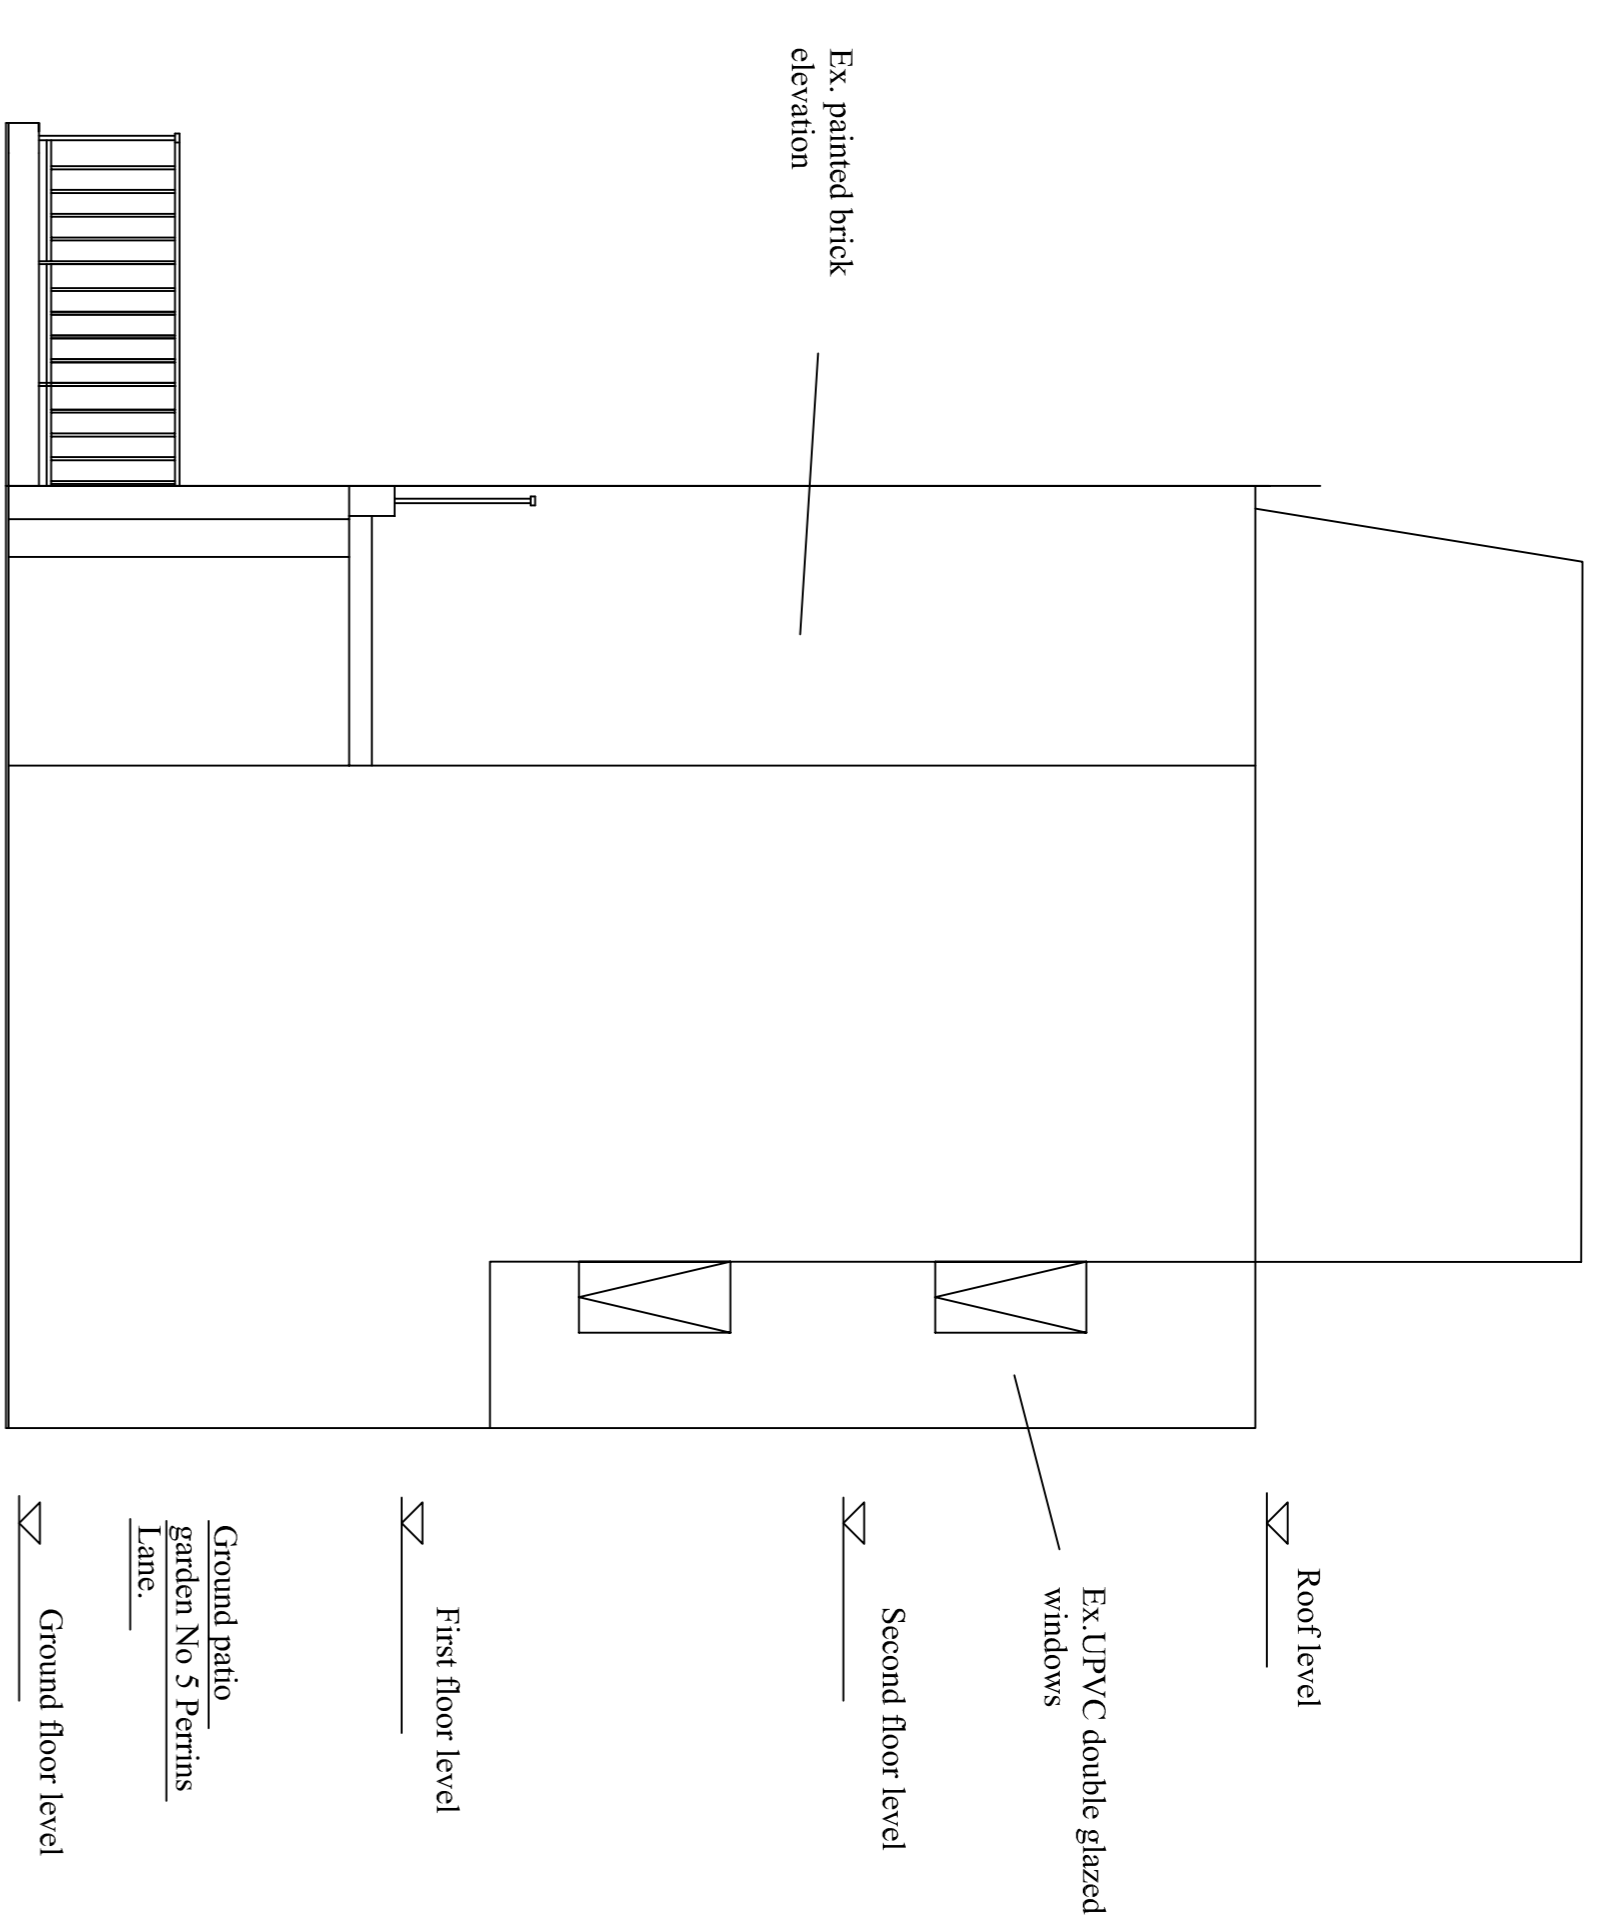 Ex. painted brick
elevation
Roof level
Ex.UPVC double glazed
windows
Second floor level
First floor level
Ground patio
garden No 5 Perrins
Lane.
Ground floor level